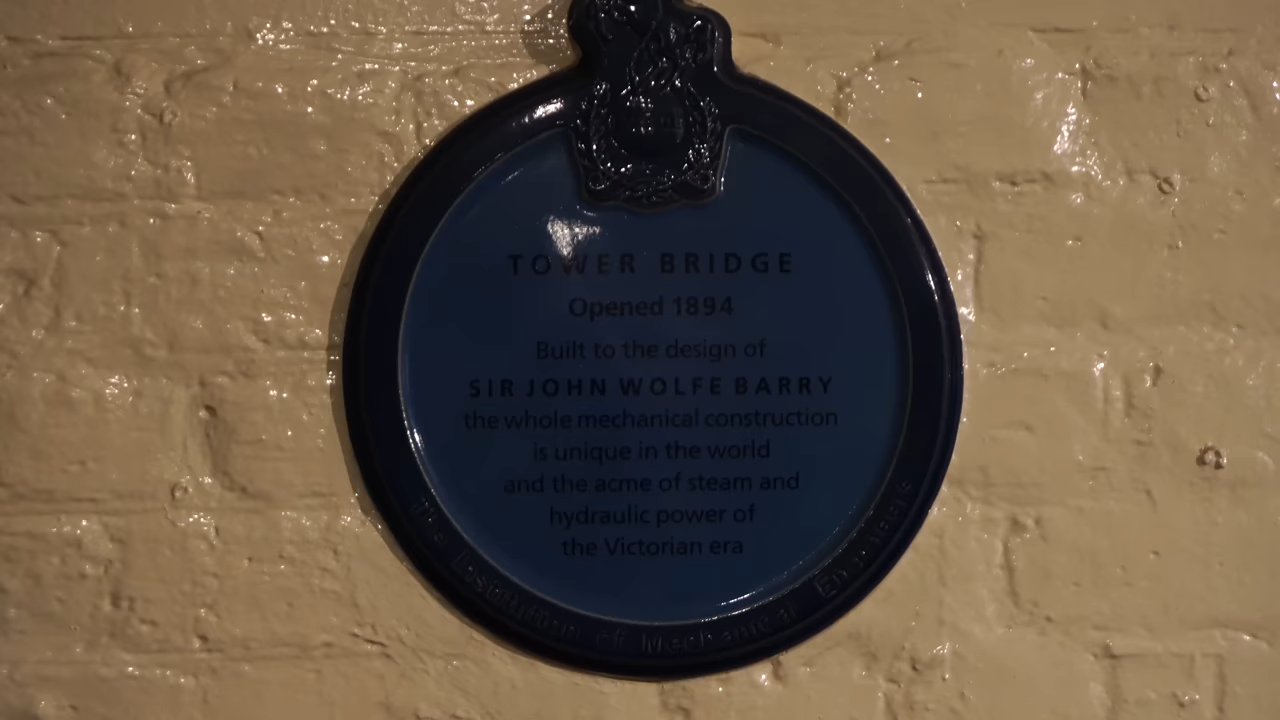 TOWER BRIDGE
Opened 1894
Built to the design of
SIR JOHN WOLFE BARRY
the whole mechanical construction
is unique in the world
and the acme of steam and
hydraulic power of
the Victorian era
The Institution of Mechanical Engineers